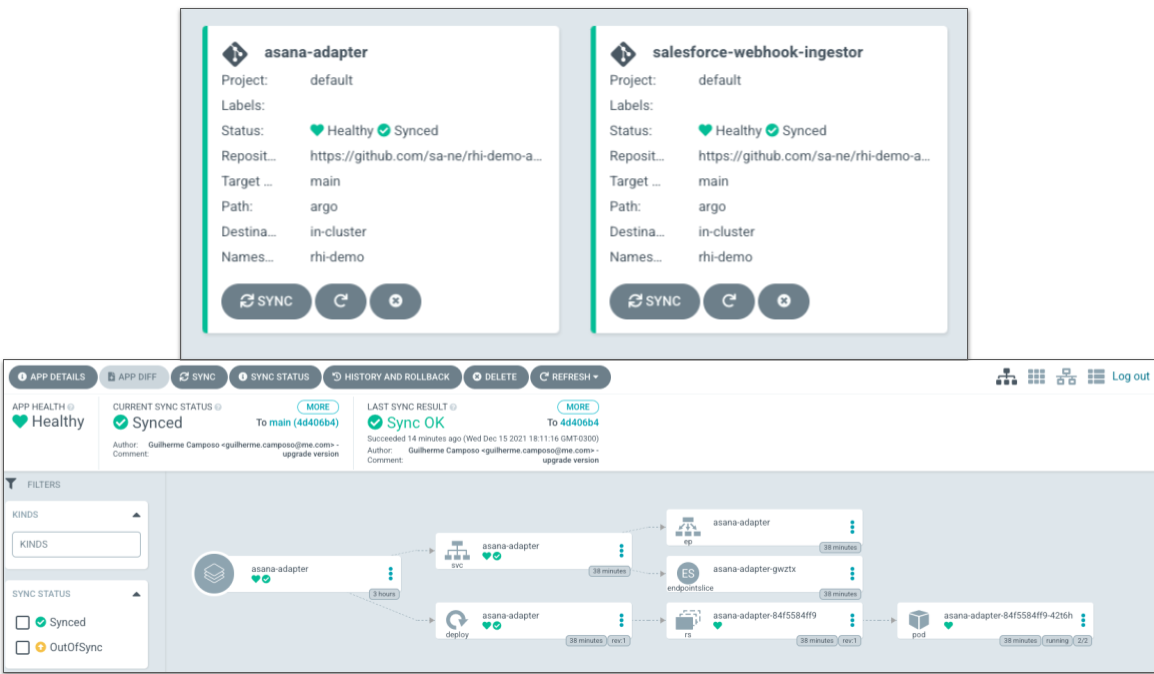 asana-adapter
Project: default
Labels:
Status: Healthy Synced
Reposit... https://github.com/sa-ne/rhi-demo-a...
Target ... main
Path: argo
Destina... in-cluster
Names... rhi-demo
SYNC
salesforce-webhook-ingestor
Project: default
Labels:
Status: Healthy Synced
Reposit... https://github.com/sa-ne/rhi-demo-a...
Target ... main
Path: argo
Destina... in-cluster
Names... rhi-demo
SYNC
APP DETAILS APP DIFF SYNC SYNC STATUS HISTORY AND ROLLBACK DELETE REFRESH Log out
APP HEALTH
Healthy
CURRENT SYNC STATUS MORE
Synced To main (4d406b4)
Author: Guilherme Camposo <guilherme.camposo@me.com> -
Comment: upgrade version
LAST SYNC RESULT MORE
Sync OK To 4d406b4
Succeeded 14 minutes ago (Wed Dec 15 2021 18:11:16 GMT-0300)
Author: Guilherme Camposo <guilherme.camposo@me.com> -
Comment: upgrade version
FILTERS
KINDS
KINDS
SYNC STATUS
Synced
OutOfSync
asana-adapter
3 hours
asana-adapter
svc
38 minutes
asana-adapter
deploy
38 minutes rev:1
asana-adapter
ep
38 minutes
ES
asana-adapter-gwztx
endpointslice
38 minutes
asana-adapter-84f5584ff9
rs
38 minutes rev:1
asana-adapter-84f5584ff9-42t6h
pod
38 minutes running 2/2